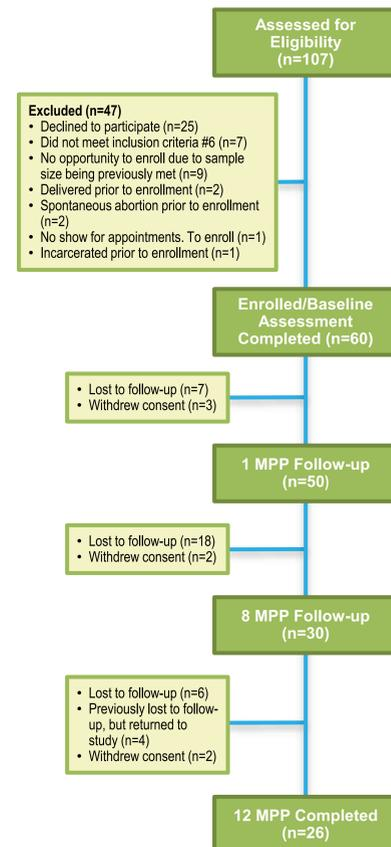 Assessed for
Eligibility
(n=107)
Excluded (n=47)
• Declined to participate (n=25)
• Did not meet inclusion criteria #6 (n=7)
• No opportunity to enroll due to sample
size being previously met (n=9)
• Delivered prior to enrollment (n=2)
• Spontaneous abortion prior to enrollment
(n=2)
• No show for appointments. To enroll (n=1)
• Incarcerated prior to enrollment (n=1)
Enrolled/Baseline
Assessment
Completed (n=60)
• Lost to follow-up (n=7)
• Withdrew consent (n=3)
1 MPP Follow-up
(n=50)
• Lost to follow-up (n=18)
• Withdrew consent (n=2)
8 MPP Follow-up
(n=30)
• Lost to follow-up (n=6)
• Previously lost to follow-
up, but returned to
study (n=4)
• Withdrew consent (n=2)
12 MPP Completed
(n=26)